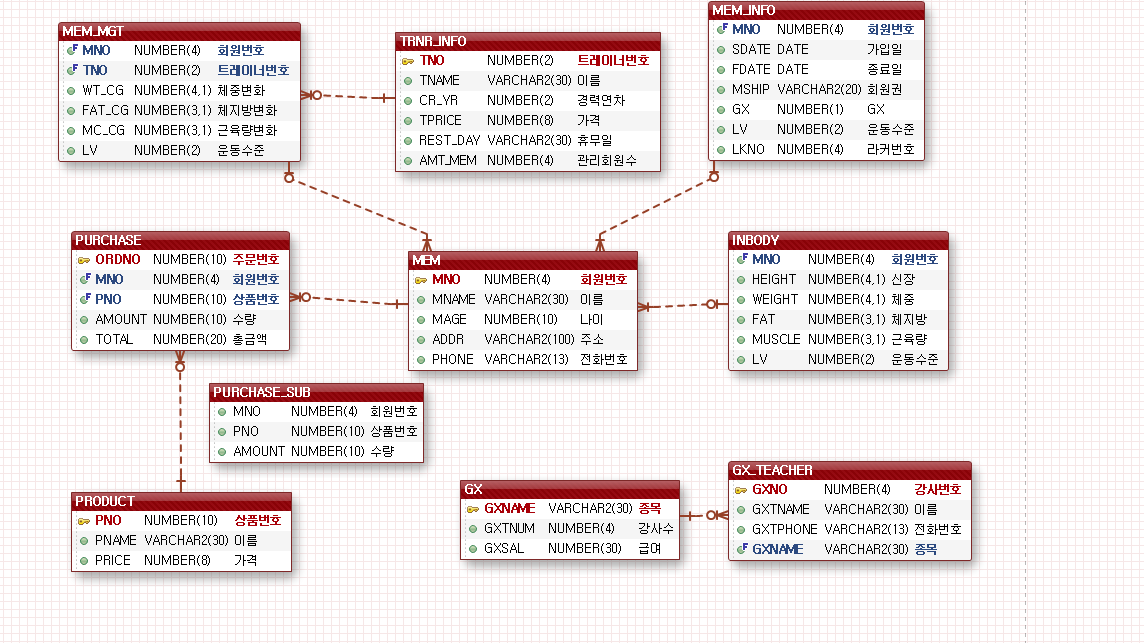 MEM_MGT
MNO NUMBER(4) 회원번호
TNO NUMBER(2) 트레이너번호
WT_CG NUMBER(4,1) 체중변화
FAT_CG NUMBER(3,1) 체지방변화
MC_CG NUMBER(3,1) 근육량변화
LV NUMBER(2) 운동수준
TRNR_INFO
TNO NUMBER(2) 트레이너번호
TNAME VARCHAR2(30) 이름
CR_YR NUMBER(2) 경력연차
TPRICE NUMBER(8) 가격
REST_DAY VARCHAR2(30) 휴무일
AMT_MEM NUMBER(4) 관리회원수
MEM_INFO
MNO NUMBER(4) 회원번호
SDATE DATE 가입일
FDATE DATE 종료일
MSHIP VARCHAR2(20) 회원권
GX NUMBER(1) GX
LV NUMBER(2) 운동수준
LKNO NUMBER(4) 라커번호
PURCHASE
ORDNO NUMBER(10) 주문번호
MNO NUMBER(4) 회원번호
PNO NUMBER(10) 상품번호
AMOUNT NUMBER(10) 수량
TOTAL NUMBER(20) 총금액
MEM
MNO NUMBER(4) 회원번호
MNAME VARCHAR2(30) 이름
MAGE NUMBER(10) 나이
ADDR VARCHAR2(100) 주소
PHONE VARCHAR2(13) 전화번호
INBODY
MNO NUMBER(4) 회원번호
HEIGHT NUMBER(4,1) 신장
WEIGHT NUMBER(4,1) 체중
FAT NUMBER(3,1) 체지방
MUSCLE NUMBER(3,1) 근육량
LV NUMBER(2) 운동수준
PURCHASE_SUB
MNO NUMBER(4) 회원번호
PNO NUMBER(10) 상품번호
AMOUNT NUMBER(10) 수량
PRODUCT
PNO NUMBER(10) 상품번호
PNAME VARCHAR2(30) 이름
PRICE NUMBER(8) 가격
GX
GXNAME VARCHAR2(30) 종목
GXTNUM NUMBER(4) 강사수
GXSAL NUMBER(30) 급여
GX_TEACHER
GXNO NUMBER(4) 강사번호
GXTNAME VARCHAR2(30) 이름
GXTPHONE VARCHAR2(13) 전화번호
GXNAME VARCHAR2(30) 종목